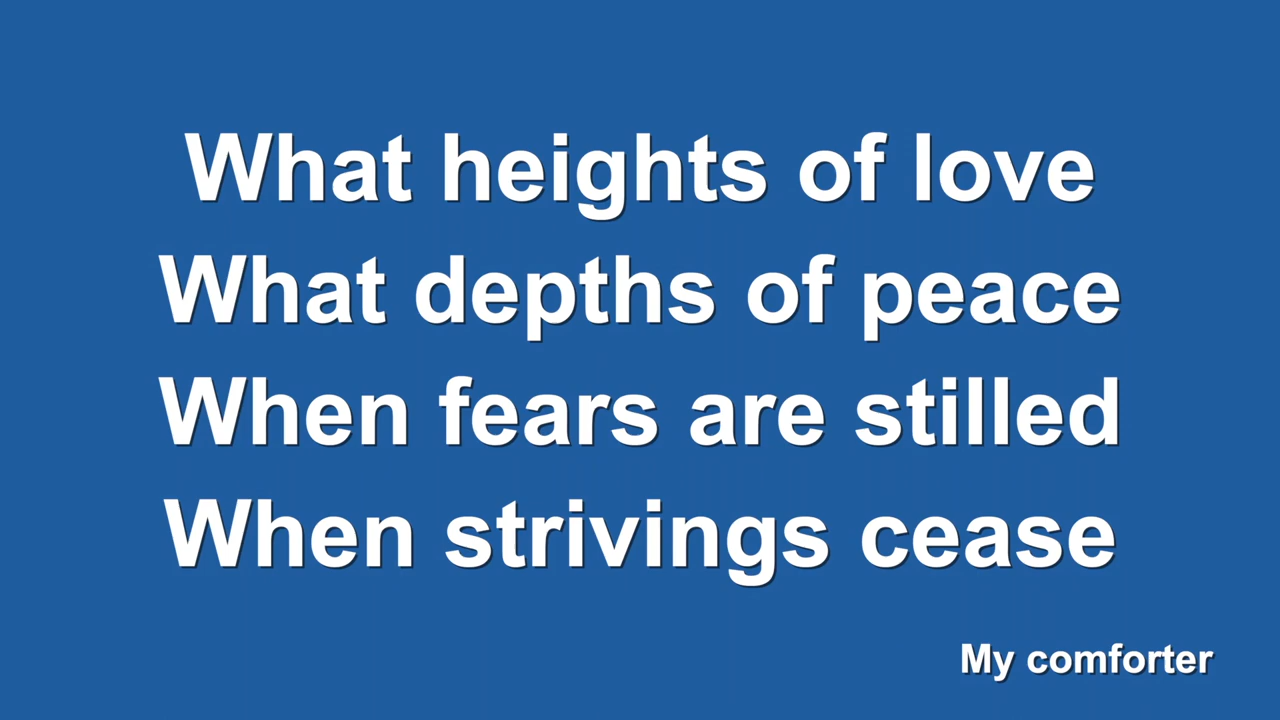 What heights of love
What depths of peace
When fears are stilled
When strivings cease
My comforter